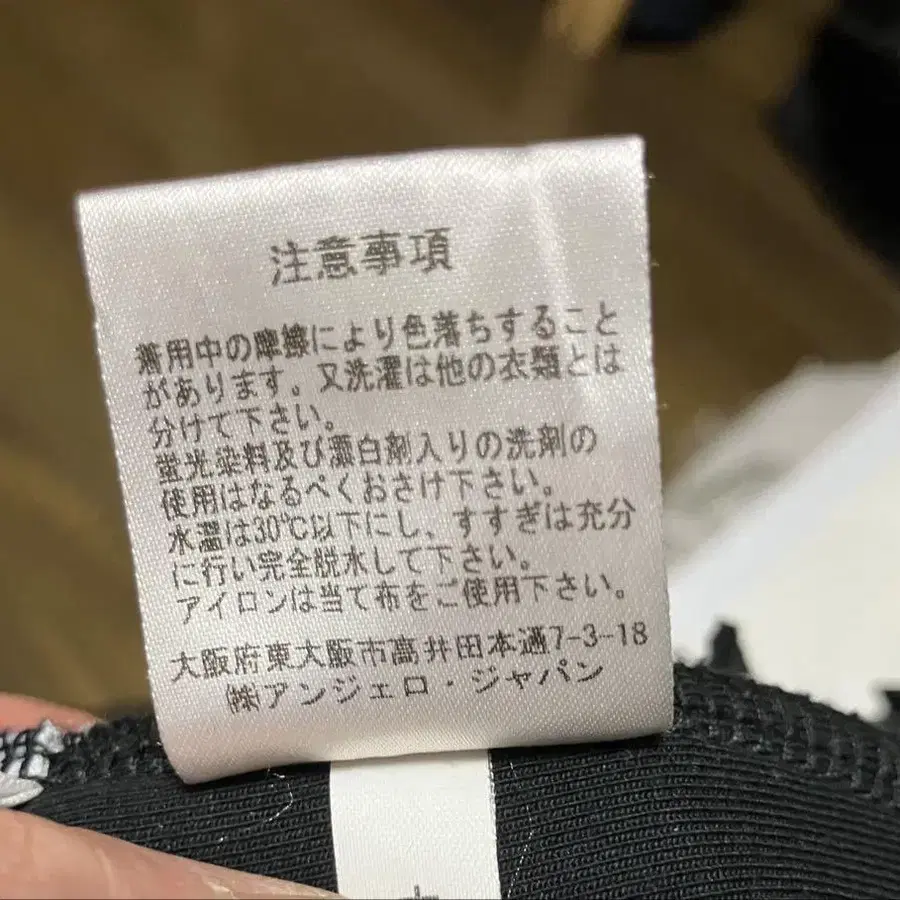 注意事項
着用中の摩擦により色落ちすること
があります。又洗濯は他の衣類とは
分けて下さい。
蛍光染料及び漂白剤入りの洗剤の
使用はなるべくおさけ下さい。
水温は30℃以下にし、すすぎは充分
に行い完全脱水して下さい。
アイロンは当て布をご使用下さい。
大阪府東大阪市高井田本通7-3-18
㈱アンジェロ・ジャパン